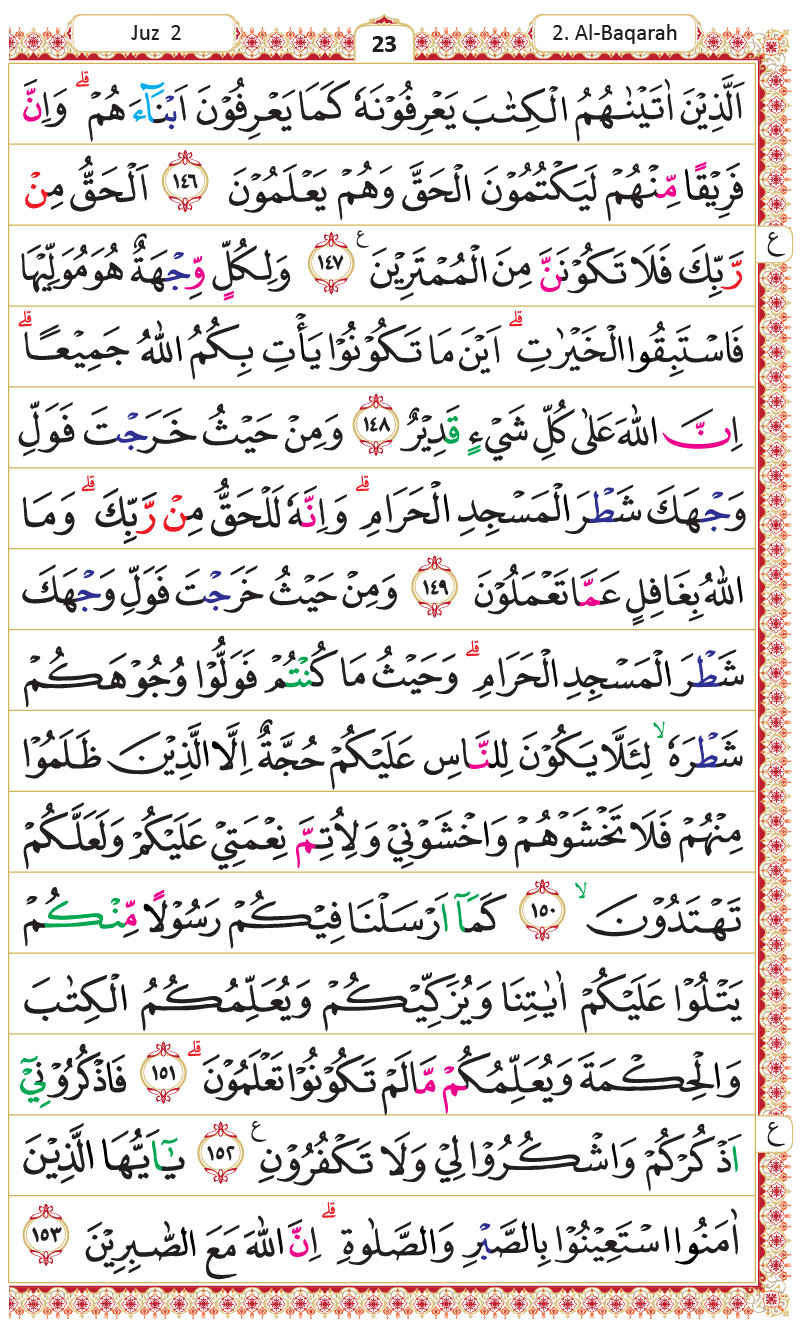 Juz 2
23
2. Al-Baqarah
اَلَّذِيْنَ اٰتَيْنٰهُمُ الْكِتٰبَ يَعْرِفُوْنَهٗ كَمَا يَعْرِفُوْنَ اَبْنَآءَهُمْ ۗ وَاِنَّ
فَرِيْقًا مِّنْهُمْ لَيَكْتُمُوْنَ الْحَقَّ وَهُمْ يَعْلَمُوْنَ ١٤٦ اَلْحَقُّ مِنْ
رَّبِّكَ فَلَا تَكُوْنَنَّ مِنَ الْمُمْتَرِيْنَ ࣖ ١٤٧ وَلِكُلٍّ وِّجْهَةٌ هُوَ مُوَلِّيْهَا
ع
فَاسْتَبِقُوا الْخَيْرٰتِ ۗ اَيْنَ مَا تَكُوْنُوْا يَأْتِ بِكُمُ اللّٰهُ جَمِيْعًا ۗ
اِنَّ اللّٰهَ عَلٰى كُلِّ شَيْءٍ قَدِيْرٌ ١٤٨ وَمِنْ حَيْثُ خَرَجْتَ فَوَلِّ
وَجْهَكَ شَطْرَ الْمَسْجِدِ الْحَرَامِ ۗ وَاِنَّهٗ لَلْحَقُّ مِنْ رَّبِّكَ ۗ وَمَا
اللّٰهُ بِغَافِلٍ عَمَّا تَعْمَلُوْنَ ١٤٩ وَمِنْ حَيْثُ خَرَجْتَ فَوَلِّ وَجْهَكَ
شَطْرَ الْمَسْجِدِ الْحَرَامِ ۗ وَحَيْثُ مَا كُنْتُمْ فَوَلُّوْا وُجُوْهَكُمْ
شَطْرَهٗ ۙ لِئَلَّا يَكُوْنَ لِلنَّاسِ عَلَيْكُمْ حُجَّةٌ اِلَّا الَّذِيْنَ ظَلَمُوْا
مِنْهُمْ فَلَا تَخْشَوْهُمْ وَاخْشَوْنِيْ وَلِاُتِمَّ نِعْمَتِيْ عَلَيْكُمْ وَلَعَلَّكُمْ
تَهْتَدُوْنَ ۙ ١٥٠ كَمَآ اَرْسَلْنَا فِيْكُمْ رَسُوْلًا مِّنْكُمْ
يَتْلُوْا عَلَيْكُمْ اٰيٰتِنَا وَيُزَكِّيْكُمْ وَيُعَلِّمُكُمُ الْكِتٰبَ
وَالْحِكْمَةَ وَيُعَلِّمُكُمْ مَّا لَمْ تَكُوْنُوْا تَعْلَمُوْنَ ۗ ١٥١ فَاذْكُرُوْنِيْٓ
اَذْكُرْكُمْ وَاشْكُرُوْا لِيْ وَلَا تَكْفُرُوْنِ ࣖ ١٥٢ يٰٓاَيُّهَا الَّذِيْنَ
ع
اٰمَنُوا اسْتَعِيْنُوْا بِالصَّبْرِ وَالصَّلٰوةِ ۗ اِنَّ اللّٰهَ مَعَ الصّٰبِرِيْنَ ١٥٣